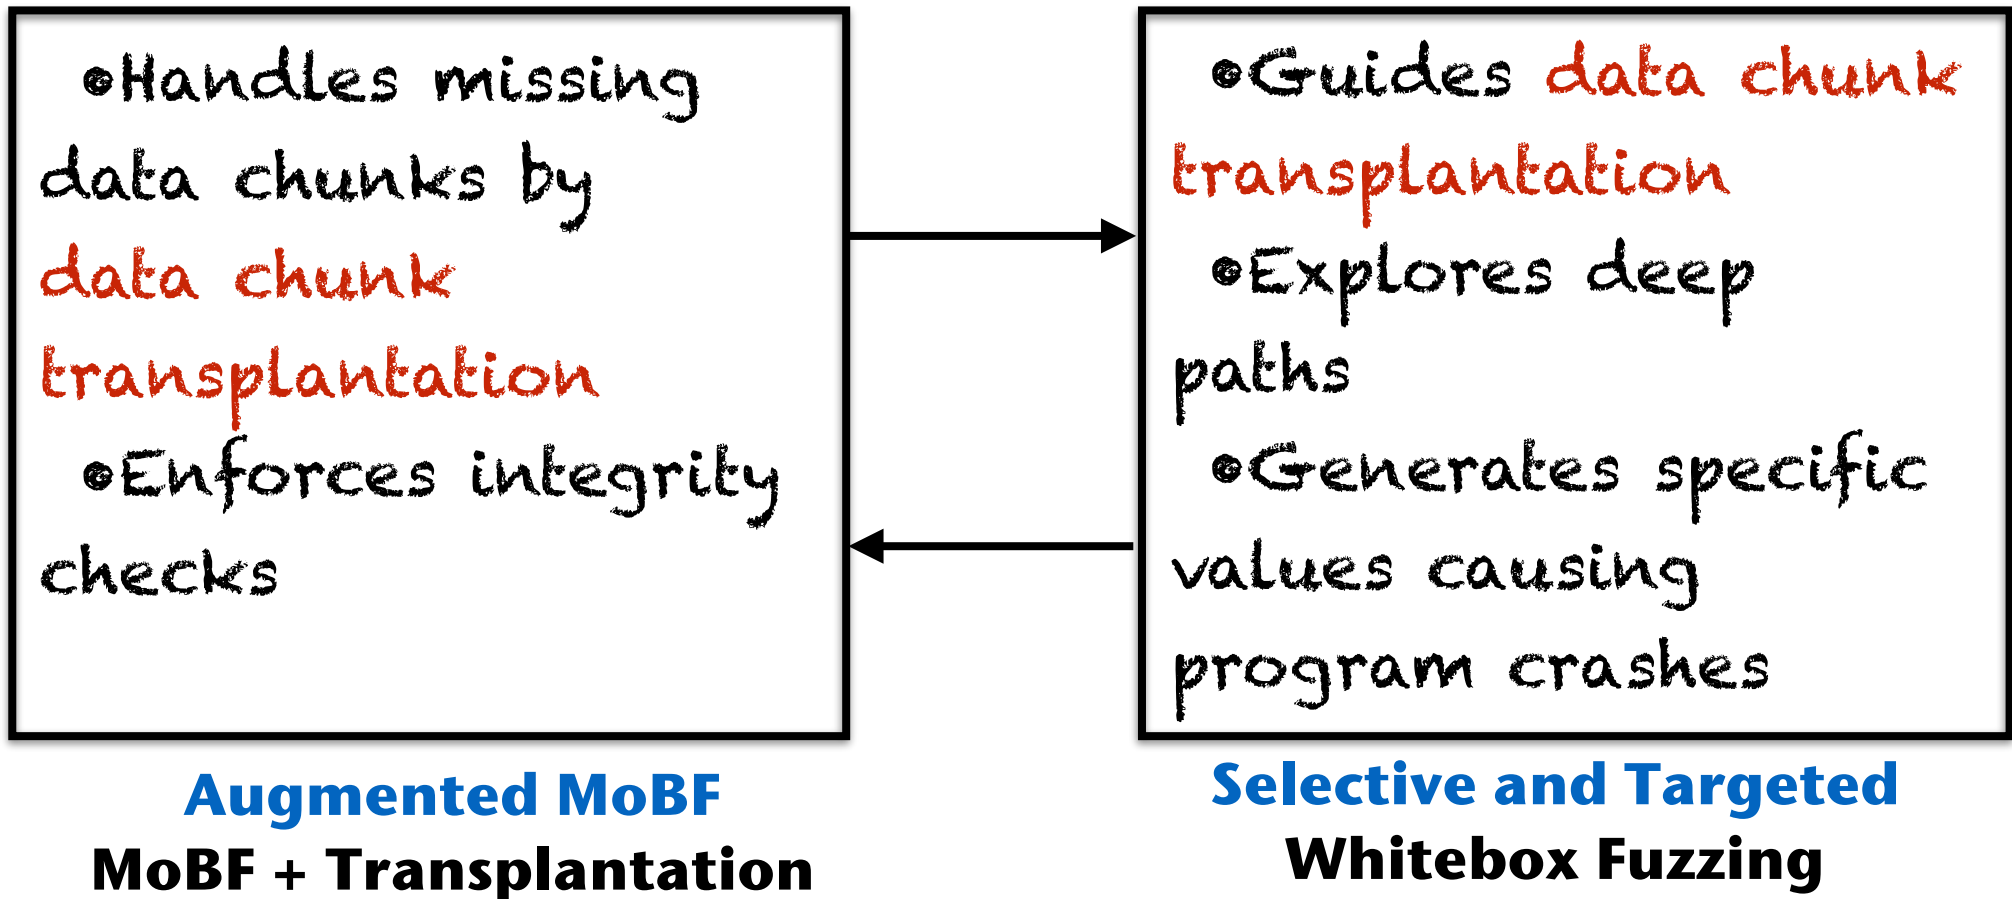 •Handles missing
data chunks by
data chunk
transplantation
•Enforces integrity
checks
•Guides data chunk
transplantation
•Explores deep
paths
•Generates specific
values causing
program crashes
Augmented MoBF
MoBF + Transplantation
Selective and Targeted
Whitebox Fuzzing